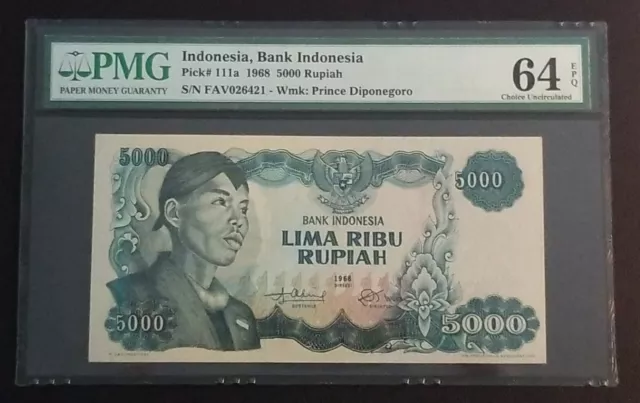 PMG
PAPER MONEY GUARANTY
Indonesia, Bank Indonesia
Pick# 111a 1968 5000 Rupiah
S/N FAV026421 - Wmk: Prince Diponegoro
64 EPQ
Choice Uncirculated
5000
5000
BANK INDONESIA
LIMA RIBU
RUPIAH
1968
5000
5000